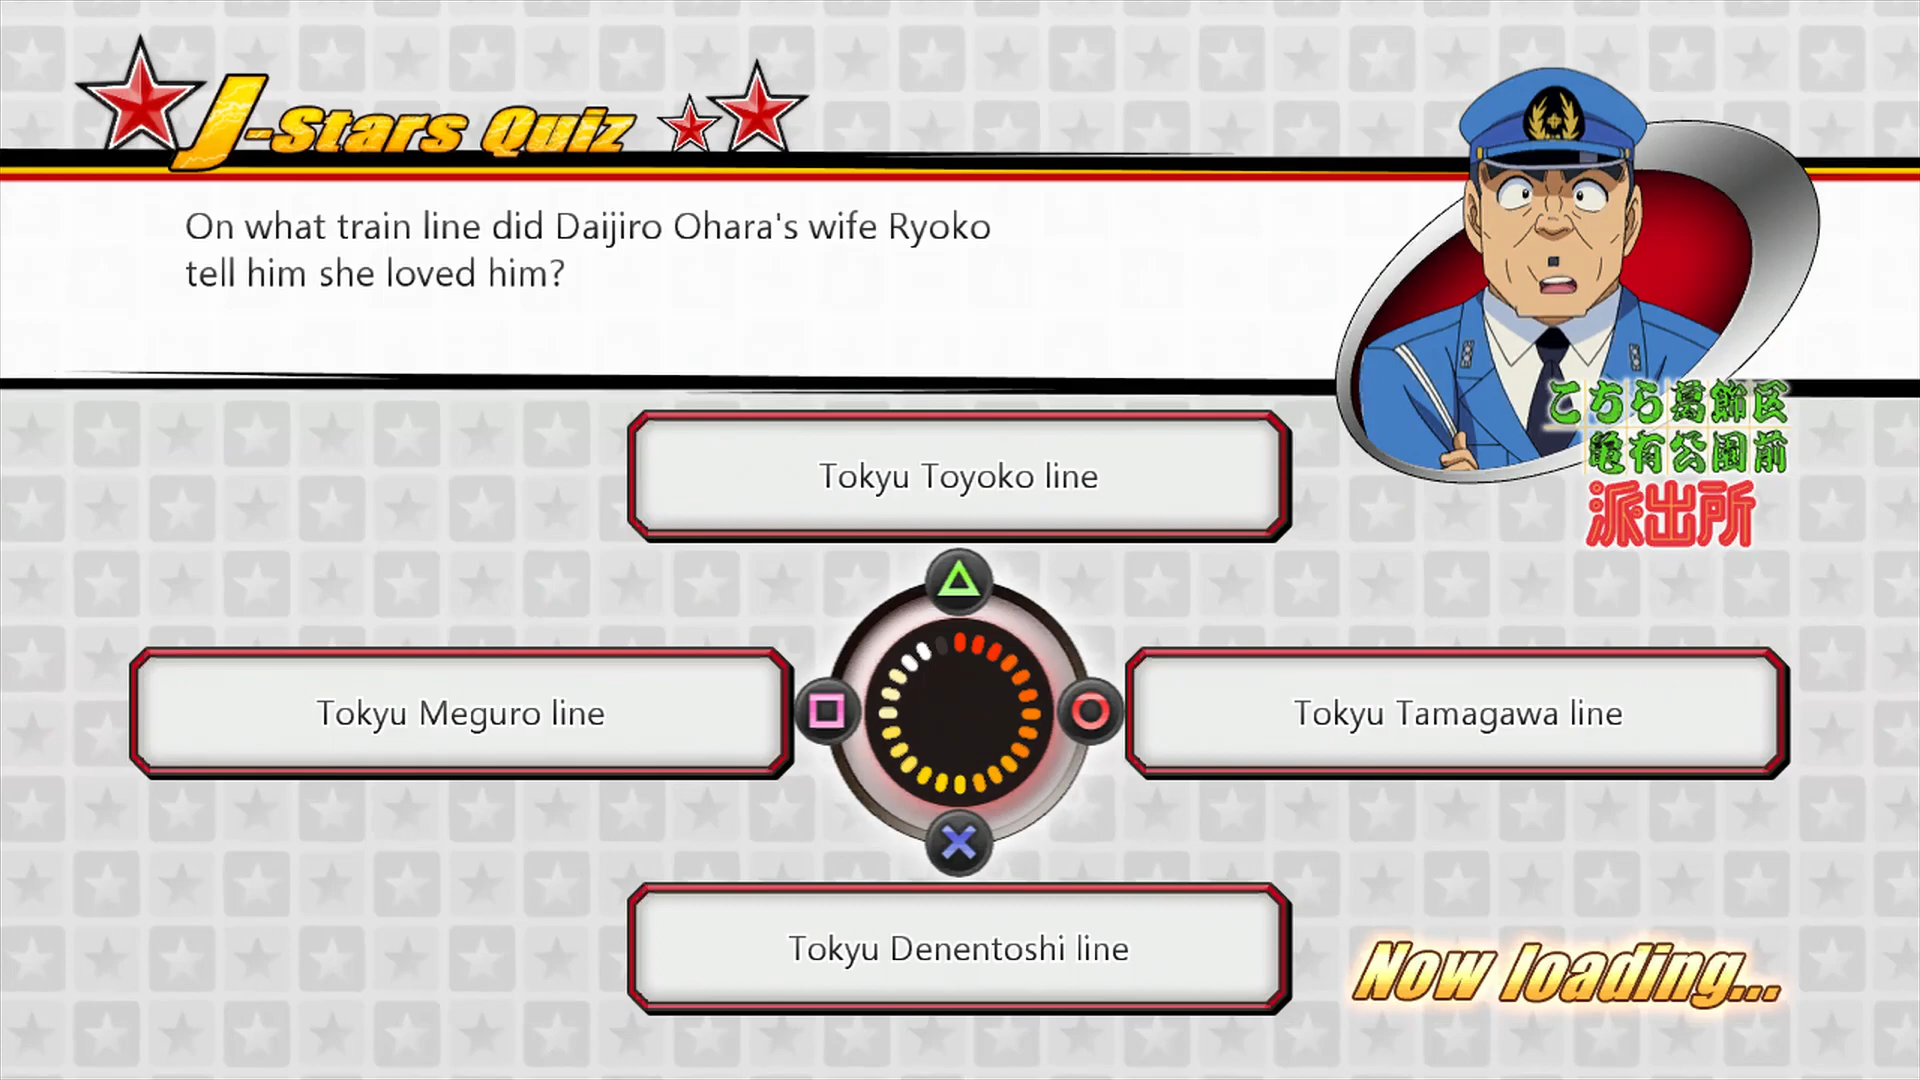 J-Stars Quiz
On what train line did Daijiro Ohara's wife Ryoko
tell him she loved him?
こちら葛飾区
亀有公園前
派出所
Tokyu Toyoko line
Tokyu Meguro line
Tokyu Tamagawa line
Tokyu Denentoshi line
Now loading...